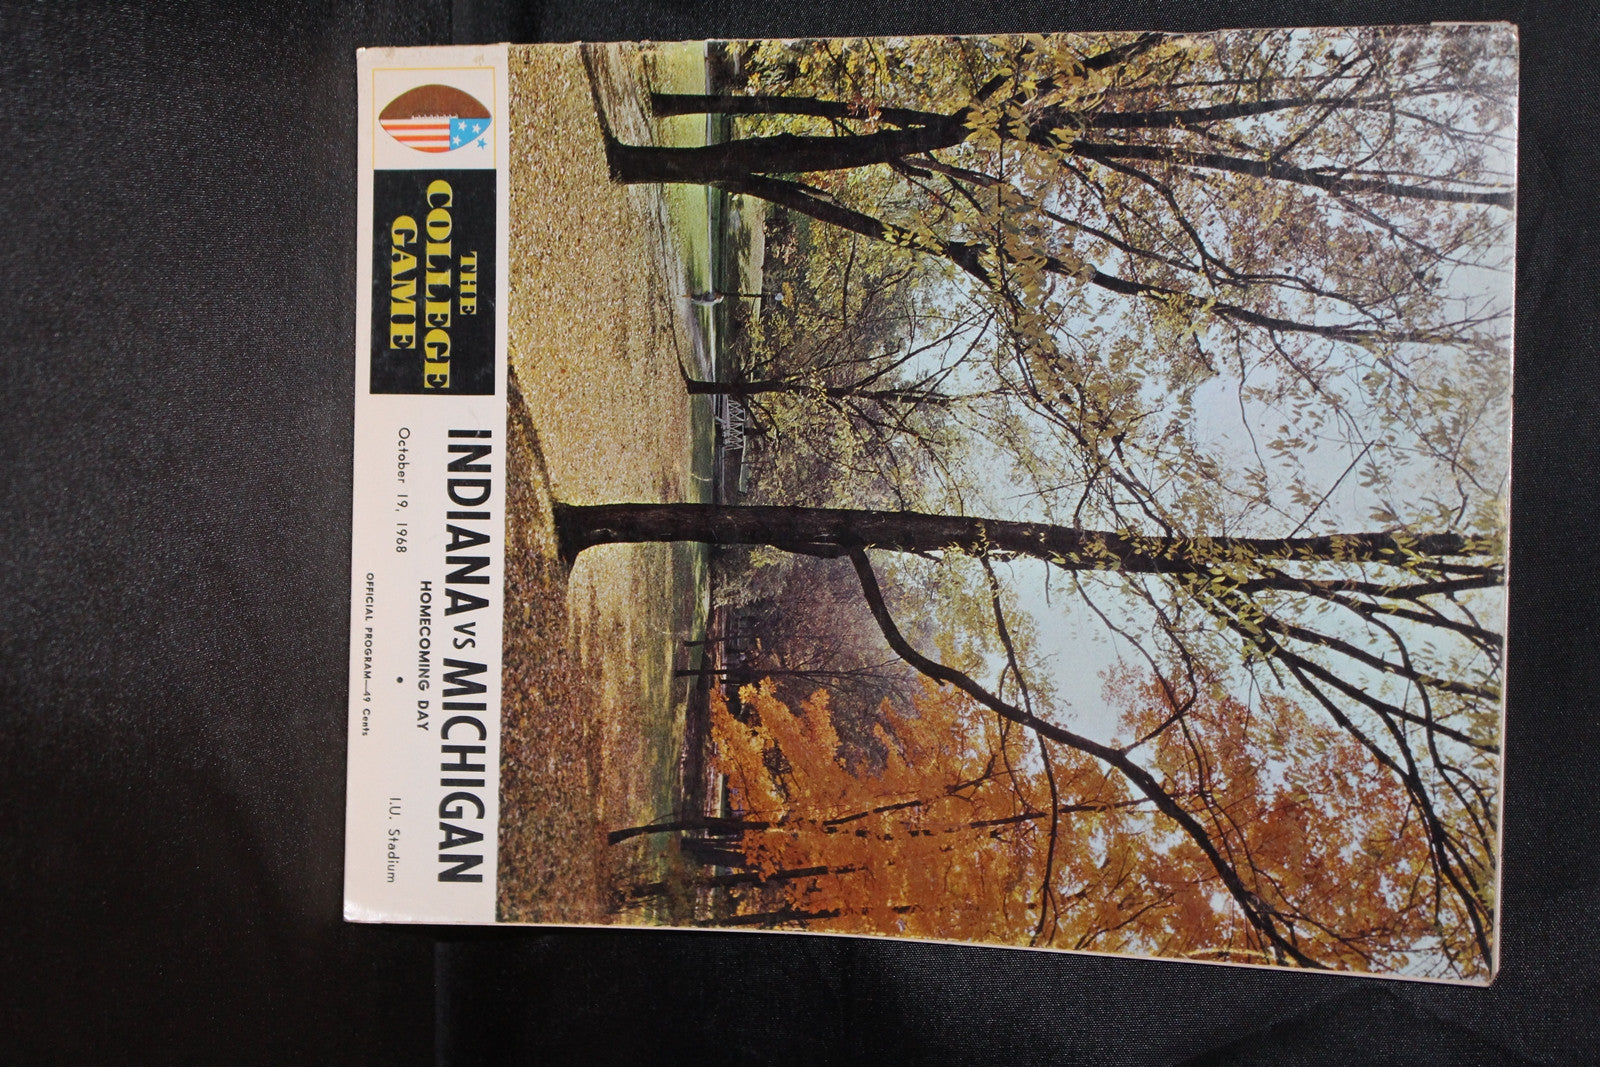 THE
COLLEGE
GAME
INDIANA VS MICHIGAN
HOMECOMING DAY
October 19, 1968 • I.U. Stadium
OFFICIAL PROGRAM—49 Cents